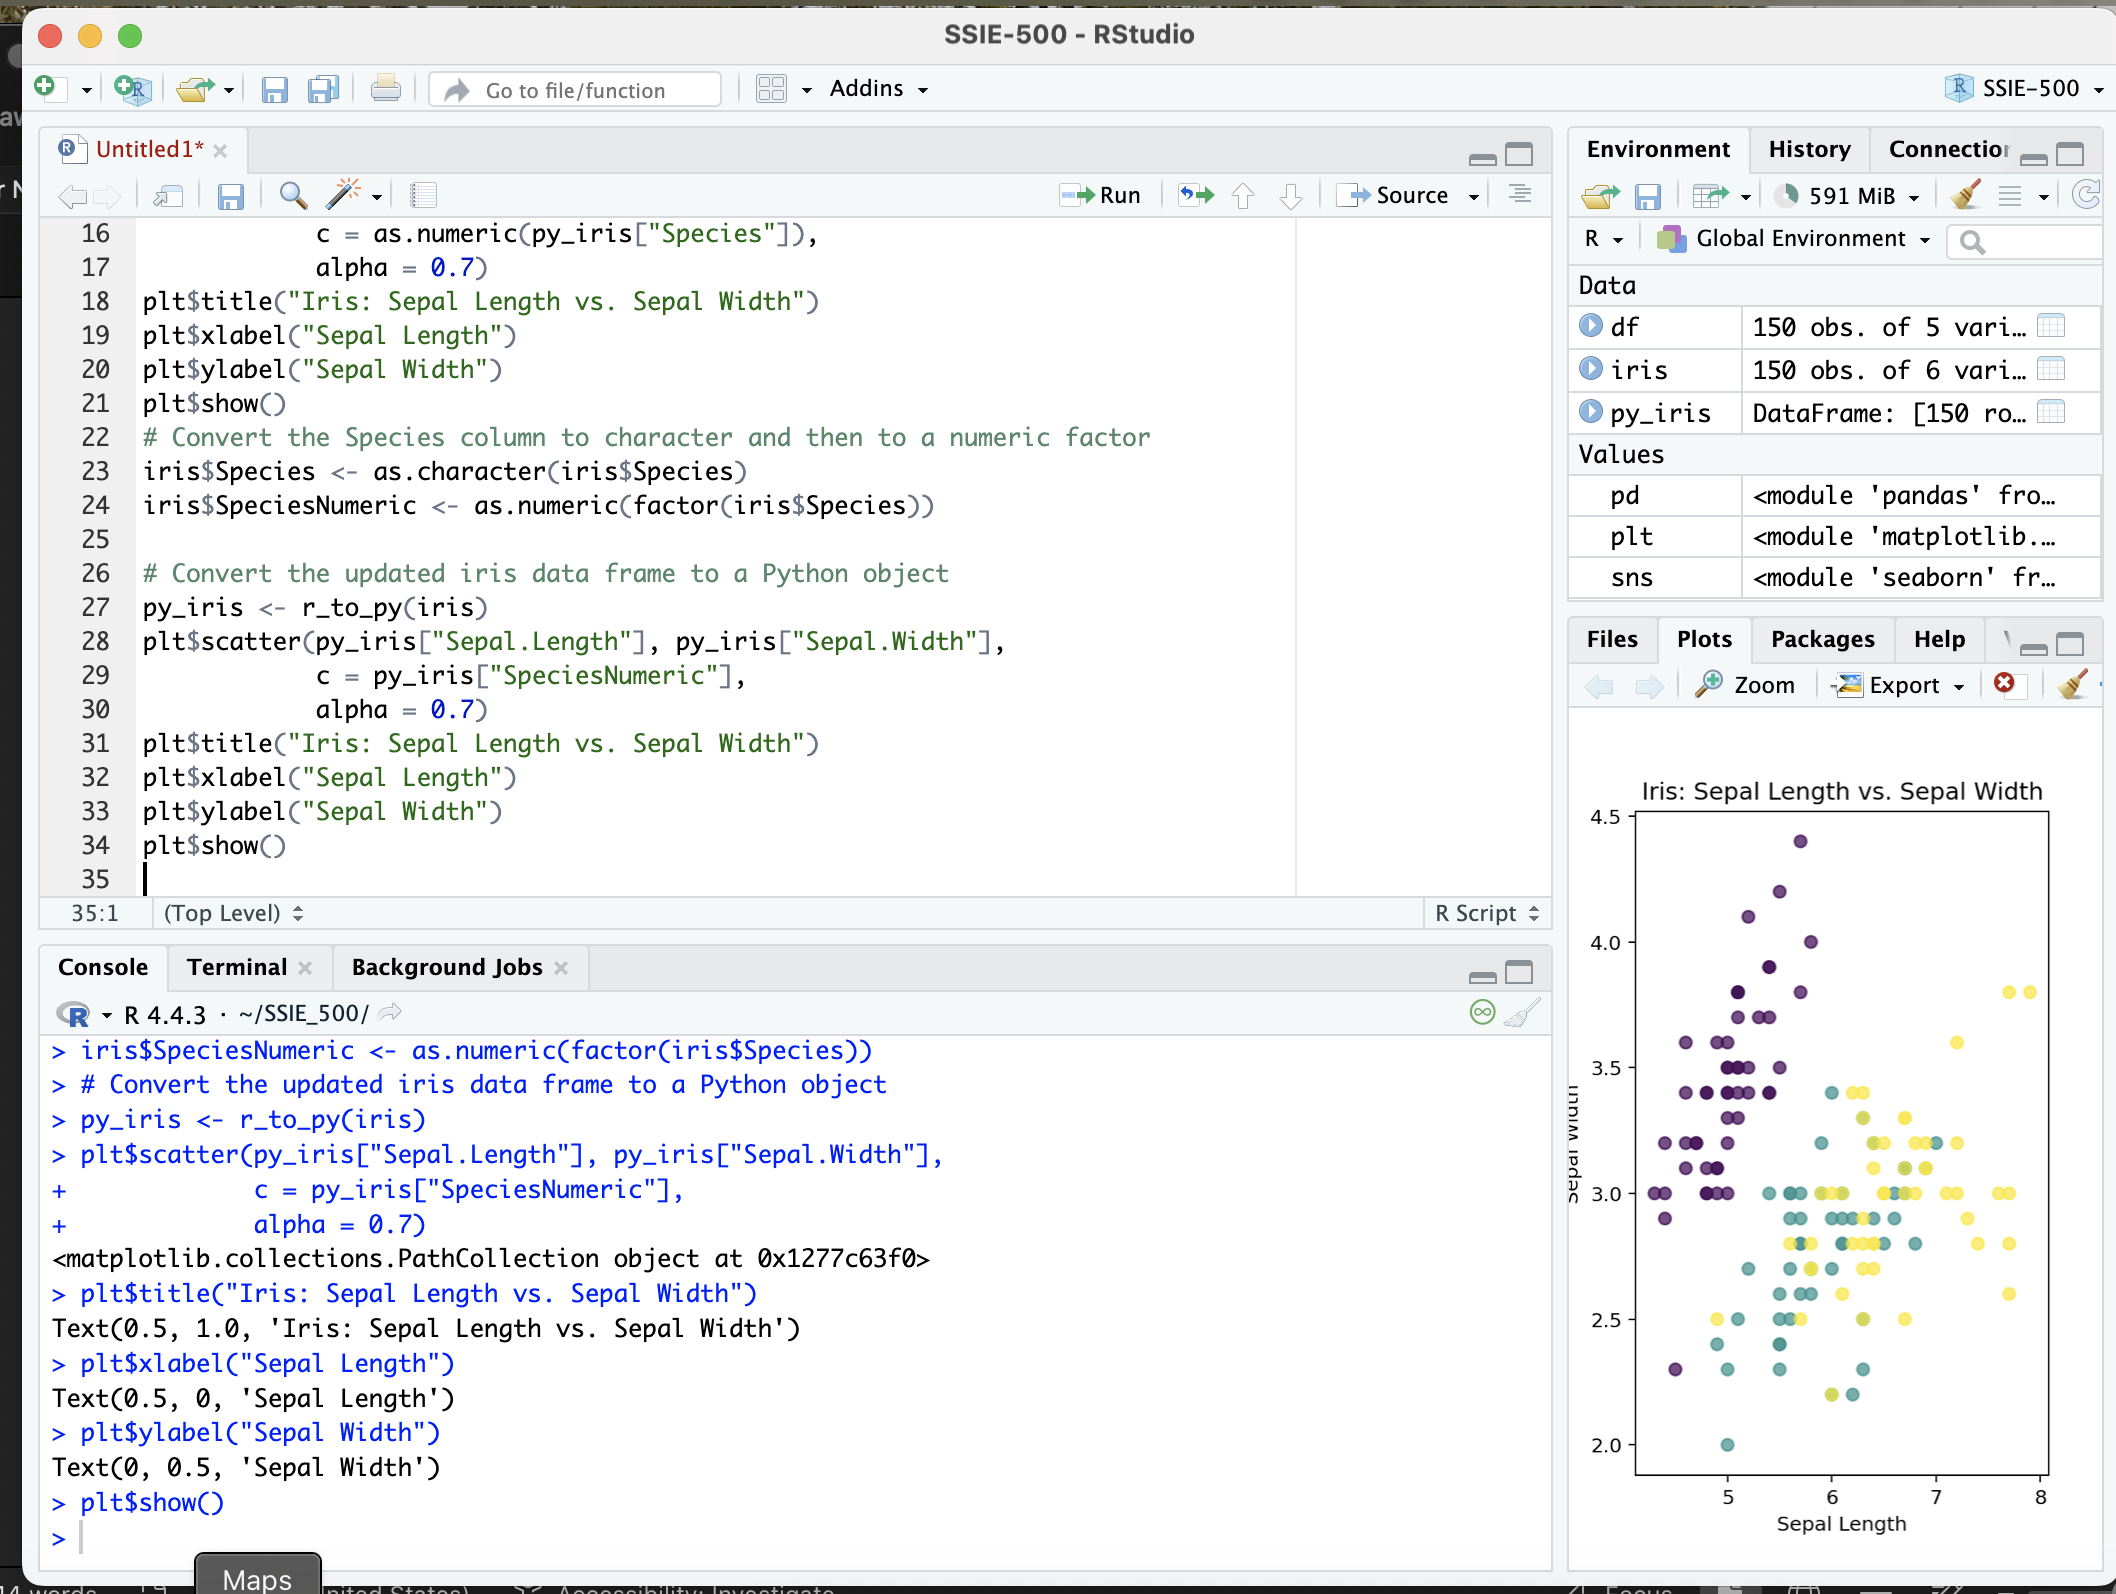 SSIE-500 - RStudio
Go to file/function
Addins
SSIE-500
Untitled1*
Run
Source
16 c = as.numeric(py_iris["Species"]),
17 alpha = 0.7)
18 plt$title("Iris: Sepal Length vs. Sepal Width")
19 plt$xlabel("Sepal Length")
20 plt$ylabel("Sepal Width")
21 plt$show()
22 # Convert the Species column to character and then to a numeric factor
23 iris$Species <- as.character(iris$Species)
24 iris$SpeciesNumeric <- as.numeric(factor(iris$Species))
25
26 # Convert the updated iris data frame to a Python object
27 py_iris <- r_to_py(iris)
28 plt$scatter(py_iris["Sepal.Length"], py_iris["Sepal.Width"],
29 c = py_iris["SpeciesNumeric"],
30 alpha = 0.7)
31 plt$title("Iris: Sepal Length vs. Sepal Width")
32 plt$xlabel("Sepal Length")
33 plt$ylabel("Sepal Width")
34 plt$show()
35
35:1 (Top Level) R Script
Console Terminal Background Jobs
R 4.4.3 · ~/SSIE_500/
> iris$SpeciesNumeric <- as.numeric(factor(iris$Species))
> # Convert the updated iris data frame to a Python object
> py_iris <- r_to_py(iris)
> plt$scatter(py_iris["Sepal.Length"], py_iris["Sepal.Width"],
+ c = py_iris["SpeciesNumeric"],
+ alpha = 0.7)
<matplotlib.collections.PathCollection object at 0x1277c63f0>
> plt$title("Iris: Sepal Length vs. Sepal Width")
Text(0.5, 1.0, 'Iris: Sepal Length vs. Sepal Width')
> plt$xlabel("Sepal Length")
Text(0.5, 0, 'Sepal Length')
> plt$ylabel("Sepal Width")
Text(0, 0.5, 'Sepal Width')
> plt$show()
>
Environment History Connection
591 MiB
R Global Environment
Data
df 150 obs. of 5 vari…
iris 150 obs. of 6 vari…
py_iris DataFrame: [150 ro…
Values
pd <module 'pandas' fro…
plt <module 'matplotlib.…
sns <module 'seaborn' fr…
Files Plots Packages Help
Zoom Export
Iris: Sepal Length vs. Sepal Width
4.5
4.0
3.5
3.0
2.5
2.0
Sepal Width
5 6 7 8
Sepal Length
Maps